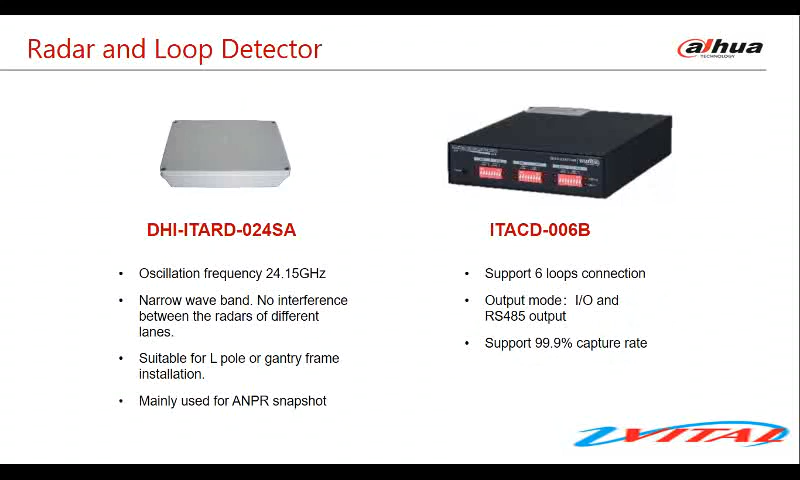 Radar and Loop Detector
alhua
TECHNOLOGY
DHI-ITARD-024SA
• Oscillation frequency 24.15GHz
• Narrow wave band. No interference
between the radars of different
lanes.
• Suitable for L pole or gantry frame
installation.
• Mainly used for ANPR snapshot
ITACD-006B
• Support 6 loops connection
• Output mode： I/O and
RS485 output
• Support 99.9% capture rate
VITAL